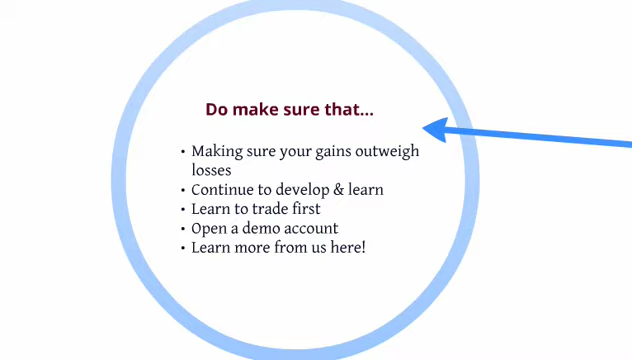 Do make sure that...
• Making sure your gains outweigh
losses
• Continue to develop & learn
• Learn to trade first
• Open a demo account
• Learn more from us here!